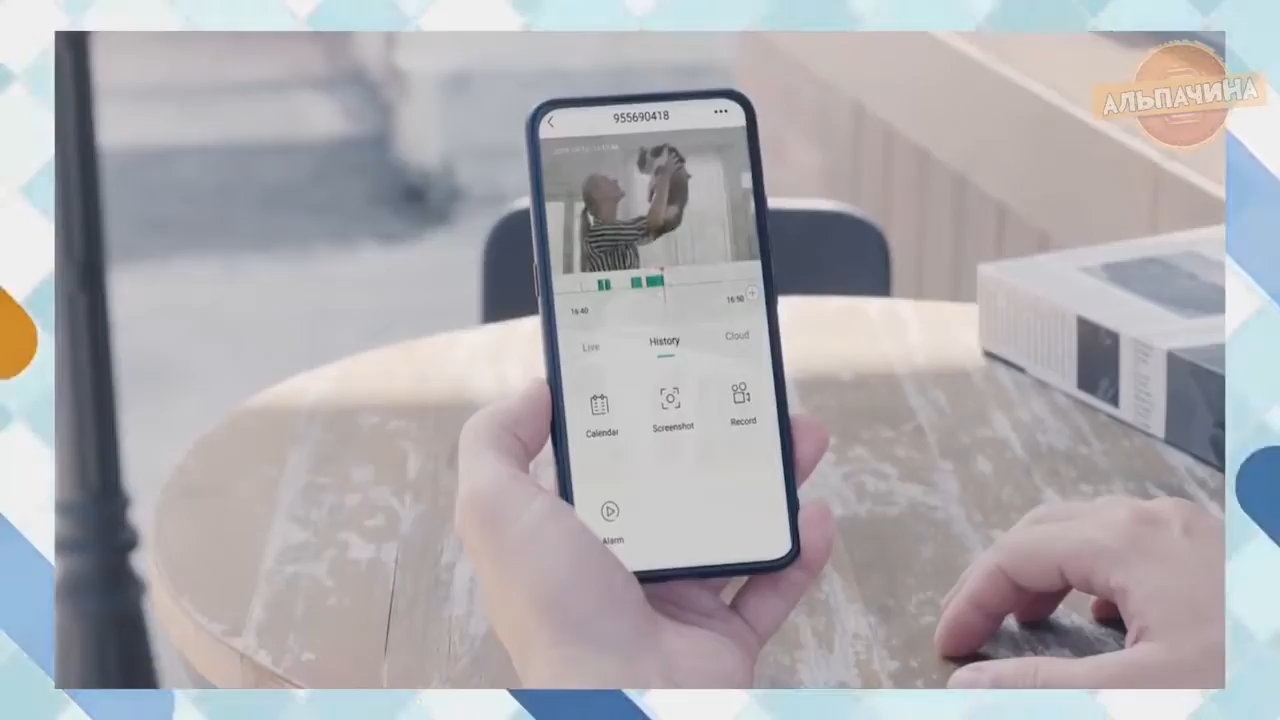 АЛЬПАЧИНА
955690418
16:40
16:50
Live
History
Cloud
Calendar
Screenshot
Record
Alarm